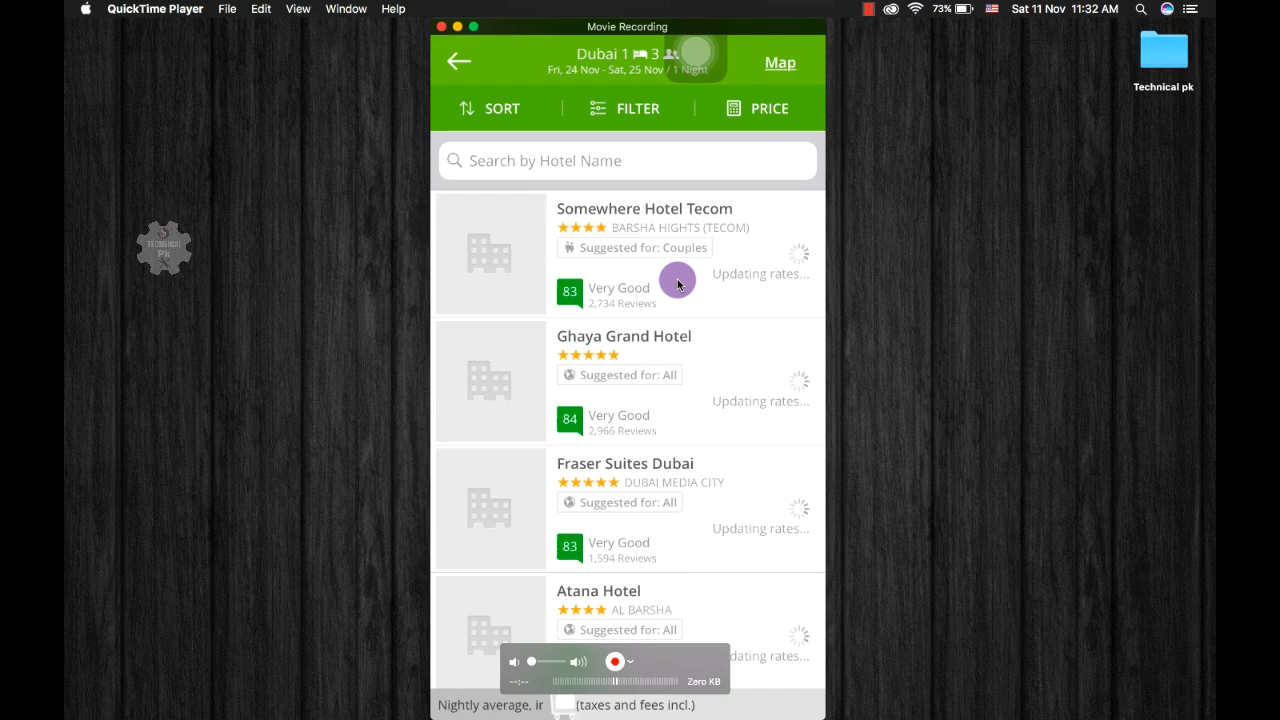 QuickTime Player File Edit View Window Help
73% Sat 11 Nov 11:32 AM
Movie Recording
Technical pk
Dubai 1 3
Fri, 24 Nov - Sat, 25 Nov / 1 Night
Map
SORT FILTER PRICE
Search by Hotel Name
Somewhere Hotel Tecom
BARSHA HIGHTS (TECOM)
Suggested for: Couples
Updating rates...
83 Very Good
2,734 Reviews
Ghaya Grand Hotel
Suggested for: All
Updating rates...
84 Very Good
2,966 Reviews
Fraser Suites Dubai
DUBAI MEDIA CITY
Suggested for: All
Updating rates...
83 Very Good
1,594 Reviews
Atana Hotel
AL BARSHA
Suggested for: All
dating rates...
--:-- Zero KB
Nightly average, ir (taxes and fees incl.)
TECHNICAL
Pk